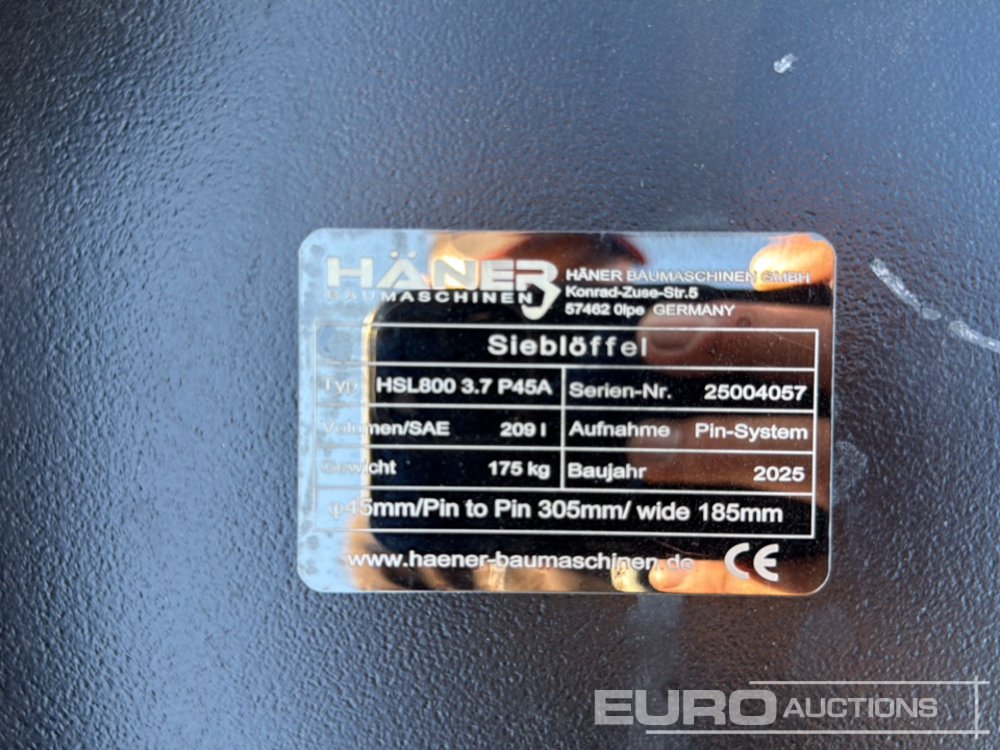 HÄNER
BAUMASCHINEN
HÄNER BAUMASCHINEN GMBH
Konrad-Zuse-Str.5
57462 Olpe GERMANY
Sieblöffel
Typ HSL800 3.7 P45A Serien-Nr. 25004057
Volumen/SAE 209 l Aufnahme Pin-System
Gewicht 175 kg Baujahr 2025
φ45mm/Pin to Pin 305mm/ wide 185mm
www.haener-baumaschinen.de CE
EURO AUCTIONS